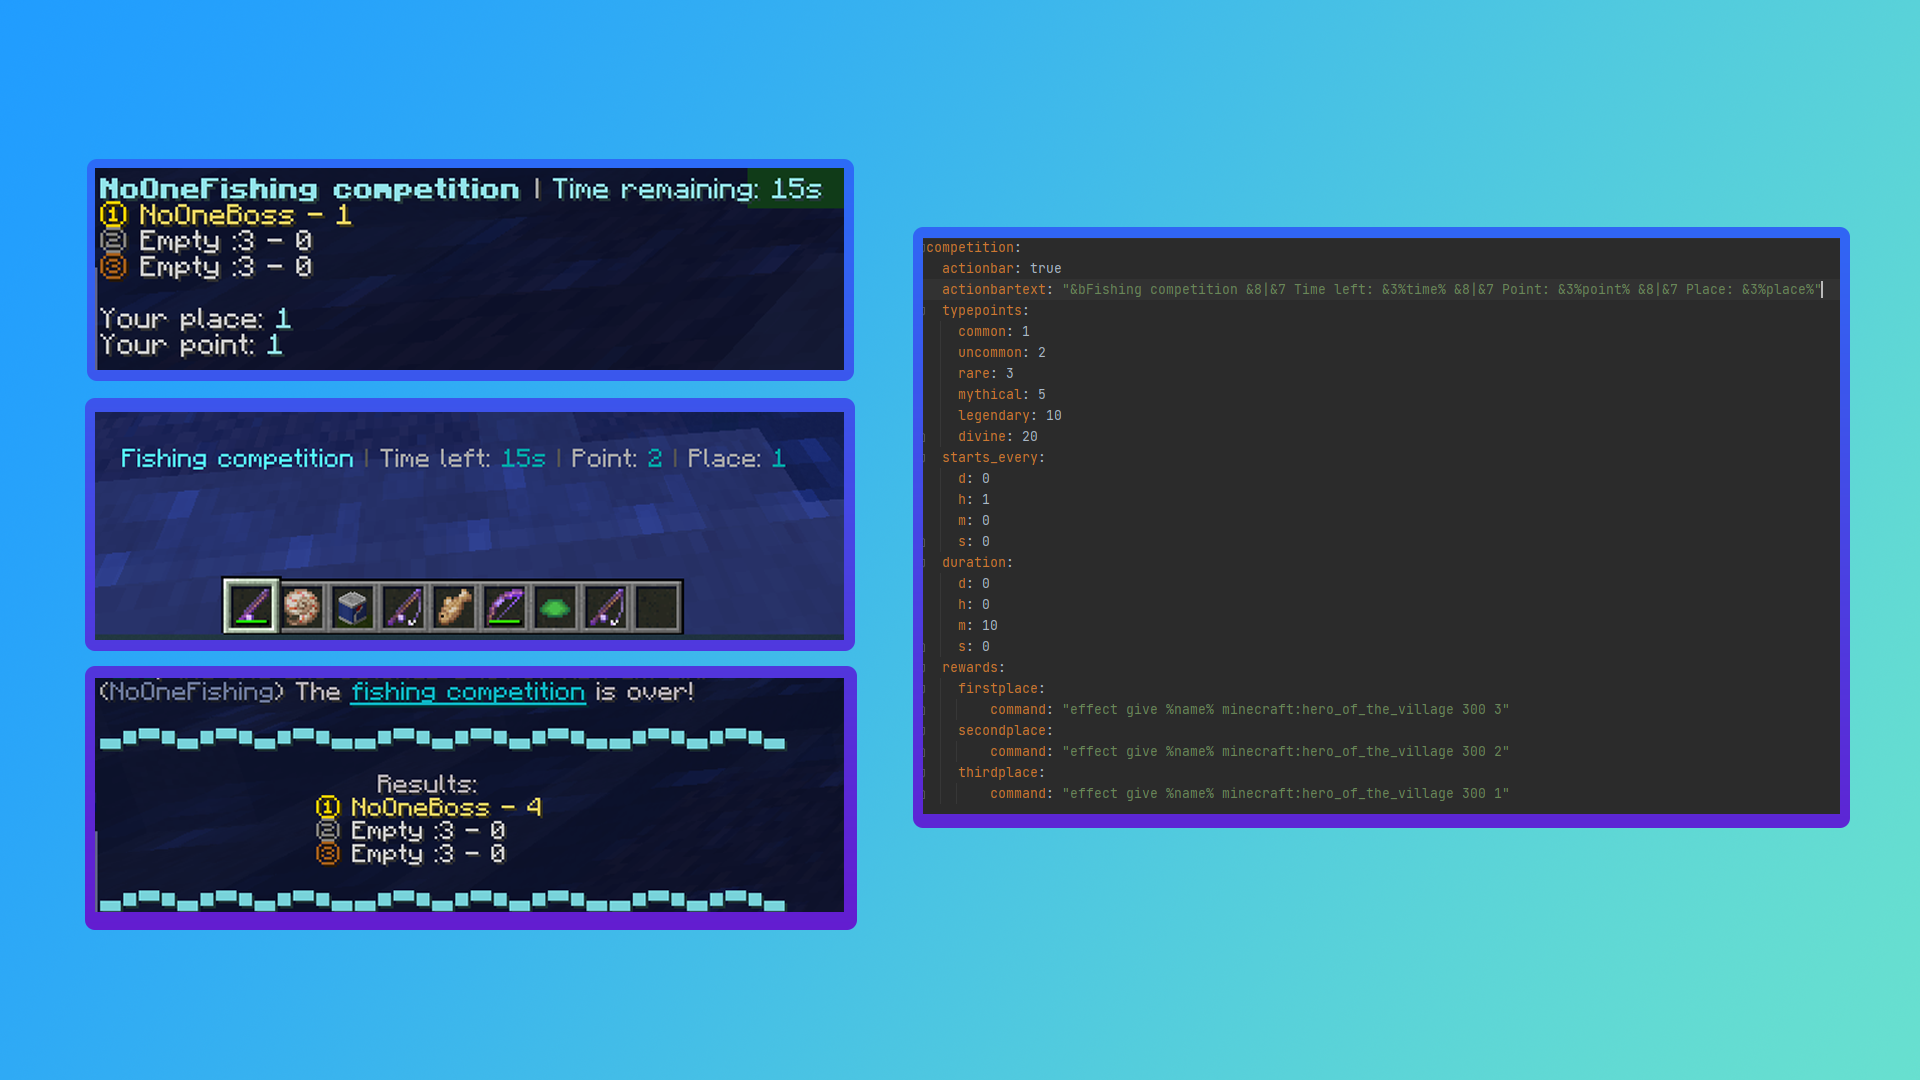 NoOneFishing competition | Time remaining: 15s
① NoOneBoss - 1
② Empty :3 - 0
③ Empty :3 - 0
Your place: 1
Your point: 1
Fishing competition | Time left: 15s | Point: 2 | Place: 1
(NoOneFishing) The fishing competition is over!
Results:
① NoOneBoss - 4
② Empty :3 - 0
③ Empty :3 - 0
competition:
actionbar: true
actionbartext: "&bFishing competition &8|&7 Time left: &3%time% &8|&7 Point: &3%point% &8|&7 Place: &3%place%"
typepoints:
common: 1
uncommon: 2
rare: 3
mythical: 5
legendary: 10
divine: 20
starts_every:
d: 0
h: 1
m: 0
s: 0
duration:
d: 0
h: 0
m: 10
s: 0
rewards:
firstplace:
command: "effect give %name% minecraft:hero_of_the_village 300 3"
secondplace:
command: "effect give %name% minecraft:hero_of_the_village 300 2"
thirdplace:
command: "effect give %name% minecraft:hero_of_the_village 300 1"